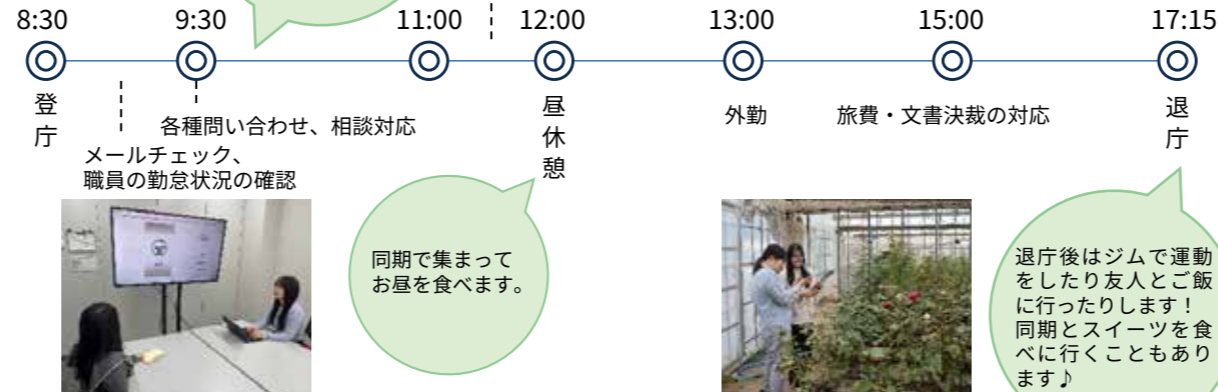 8:30
9:30
11:00
12:00
13:00
15:00
17:15
登庁
メールチェック、
職員の勤怠状況の確認
各種問い合わせ、相談対応
昼休憩
外勤
旅費・文書決裁の対応
退庁
同期で集まって
お昼を食べます。
退庁後はジムで運動
をしたり友人とご飯
に行ったりします！
同期とスイーツを食
べに行くこともあり
ます♪